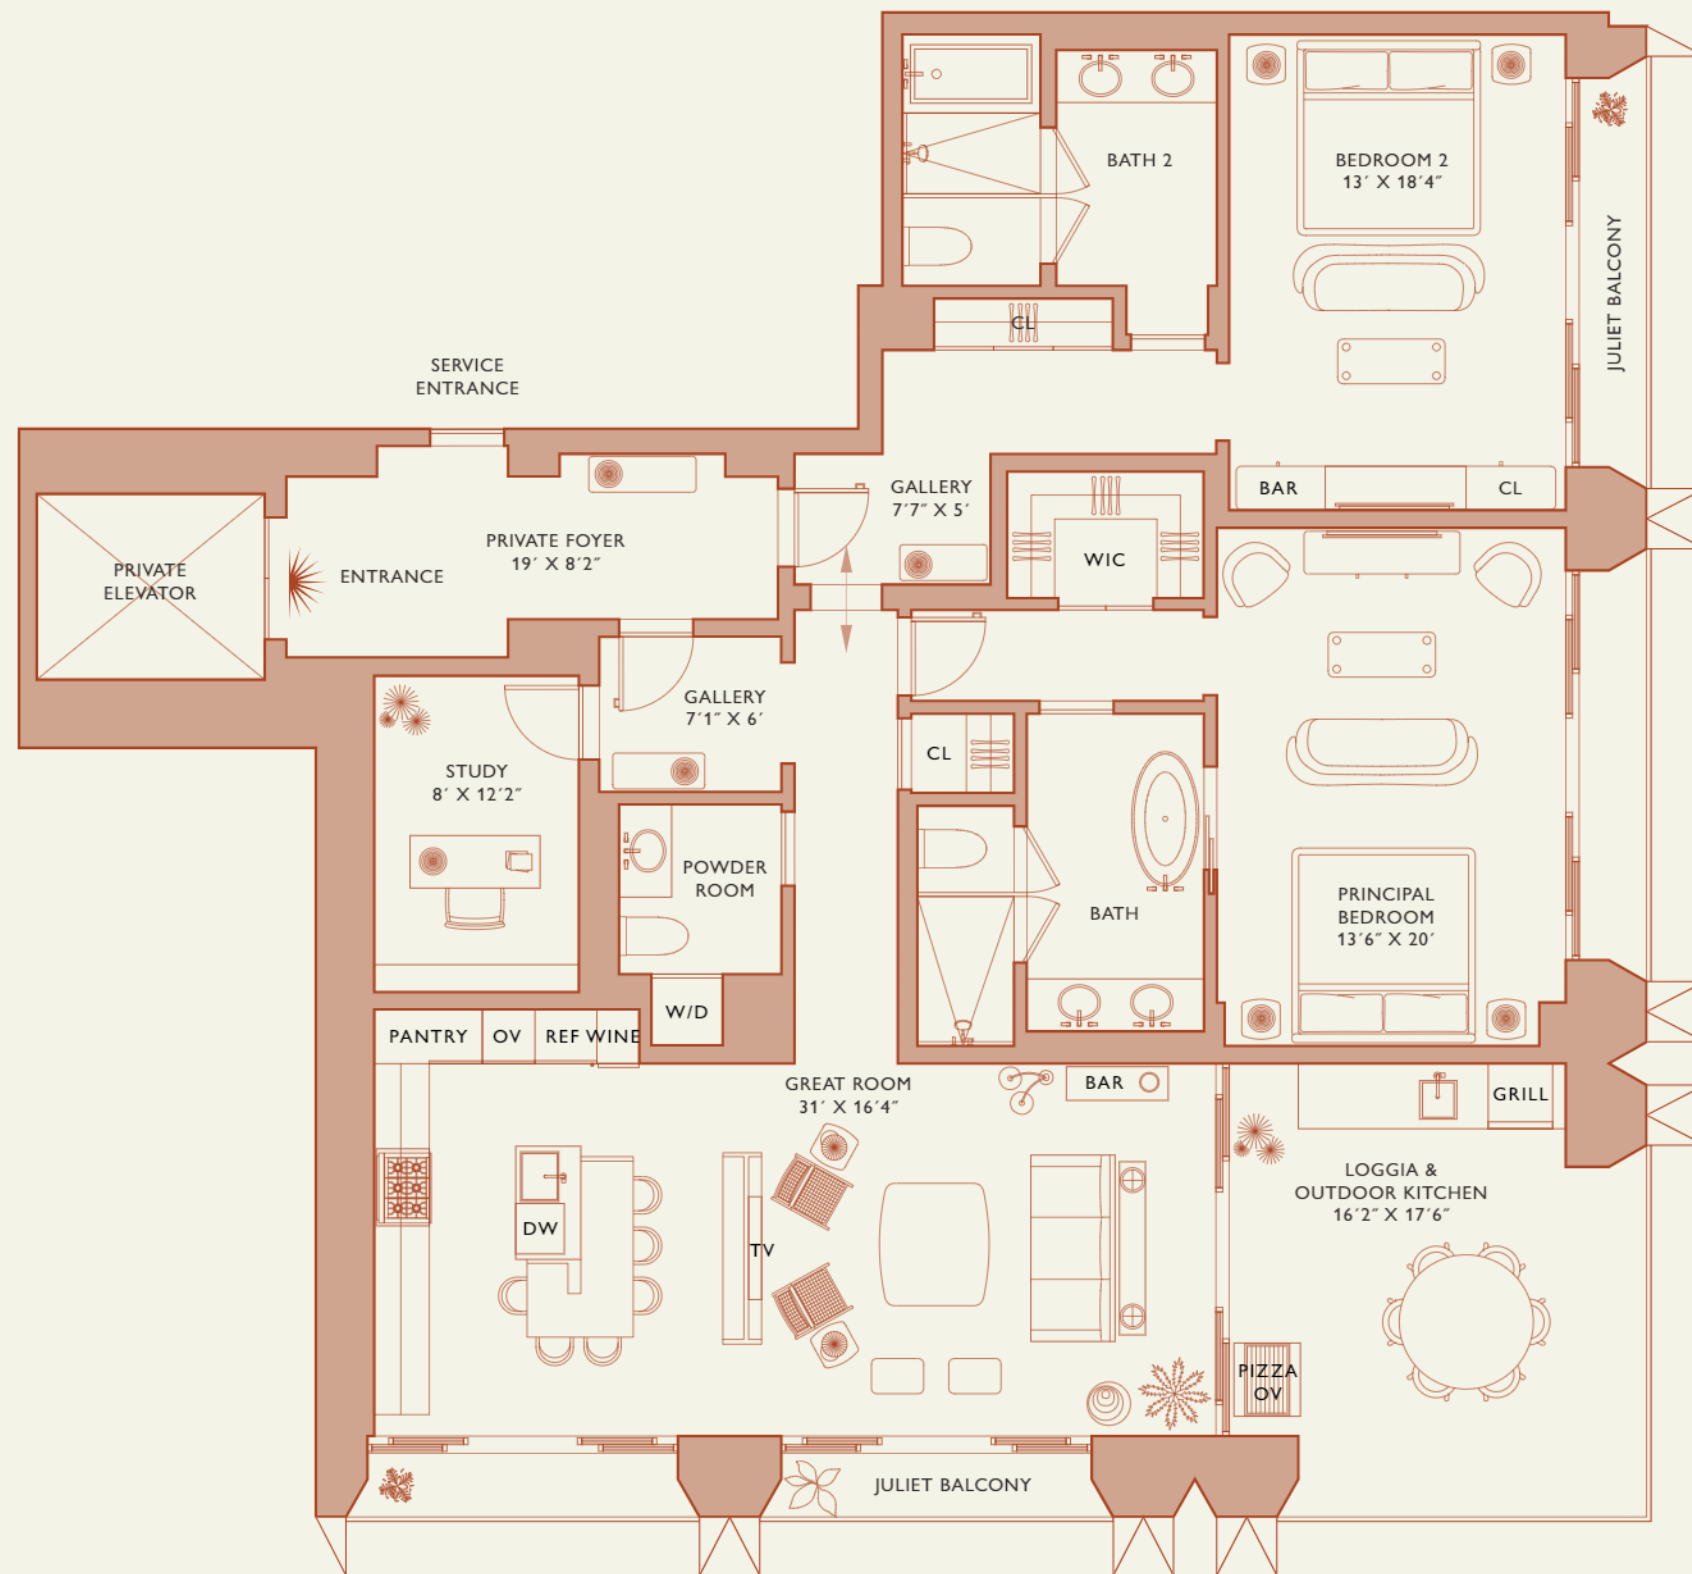 BATH 2
BEDROOM 2
13′ X 18′4″
JULIET BALCONY
CL
SERVICE
ENTRANCE
GALLERY
7′7″ X 5′
BAR
CL
PRIVATE FOYER
19′ X 8′2″
PRIVATE
ELEVATOR
ENTRANCE
WIC
GALLERY
7′1″ X 6′
CL
STUDY
8′ X 12′2″
POWDER
ROOM
BATH
PRINCIPAL
BEDROOM
13′6″ X 20′
W/D
PANTRY
OV
REF
WINE
GREAT ROOM
31′ X 16′4″
BAR
GRILL
LOGGIA &
OUTDOOR KITCHEN
16′2″ X 17′6″
DW
TV
PIZZA
OV
JULIET BALCONY